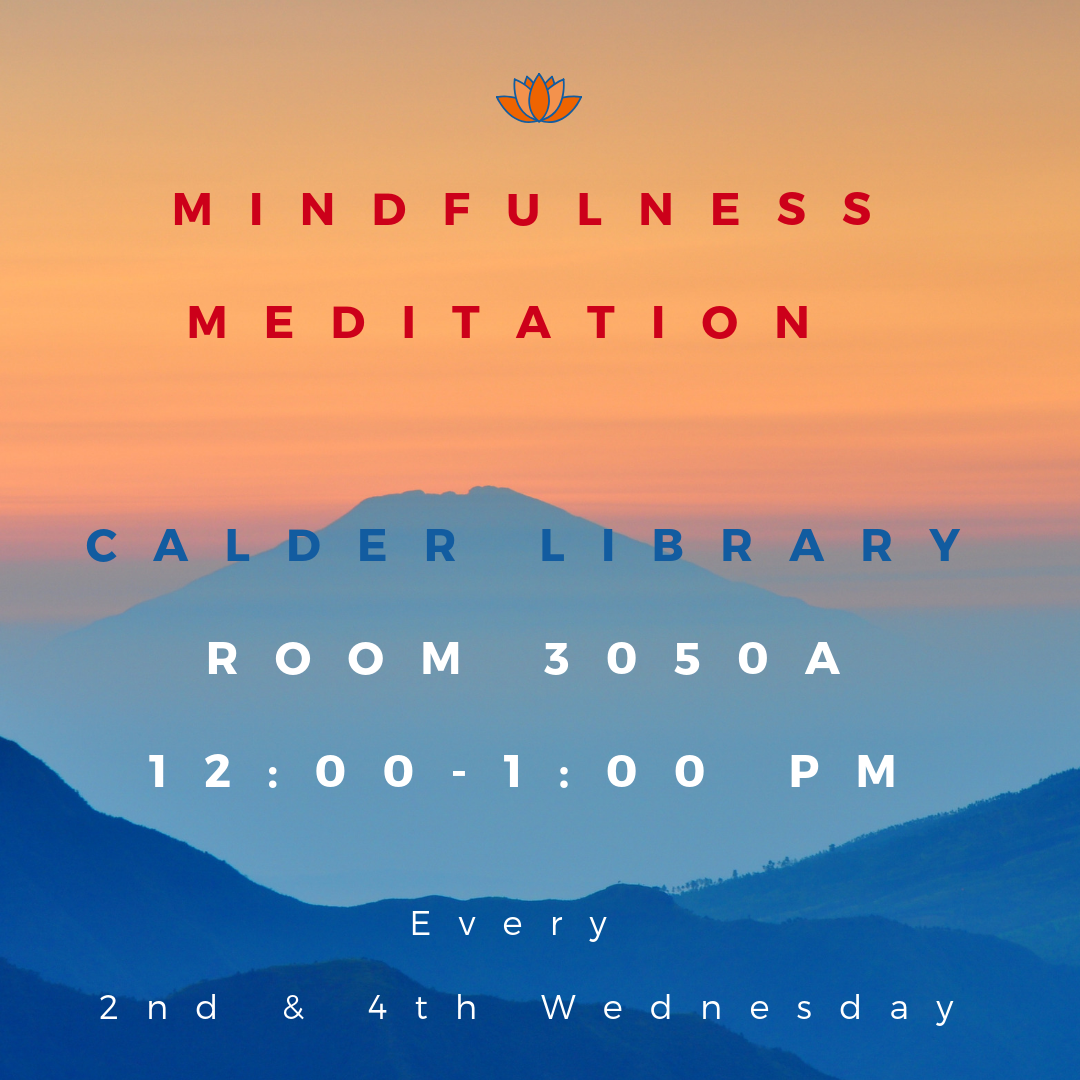 MINDFULNESS
MEDITATION
CALDER LIBRARY
ROOM 3050A
12:00-1:00 PM
Every
2nd & 4th Wednesday